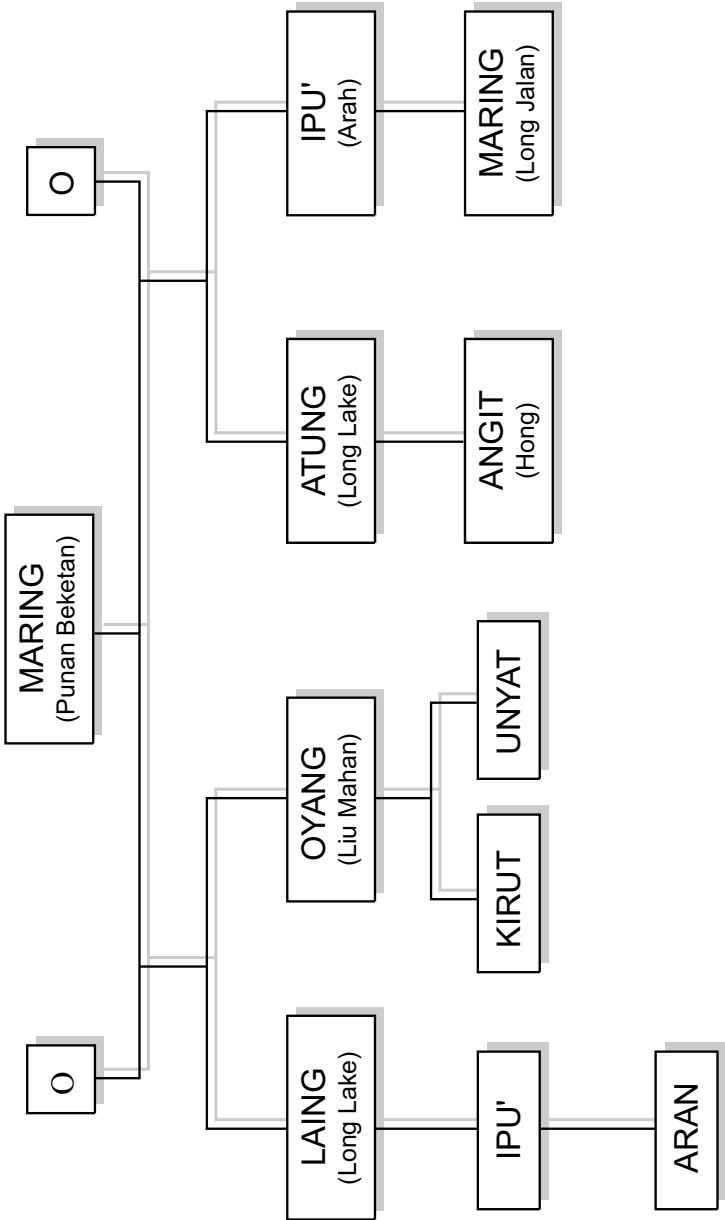 MARING
(Punan Beketan)
O
O
LAING
(Long Lake)
OYANG
(Liu Mahan)
ATUNG
(Long Lake)
IPU'
(Arah)
IPU'
KIRUT
UNYAT
ANGIT
(Hong)
MARING
(Long Jalan)
ARAN